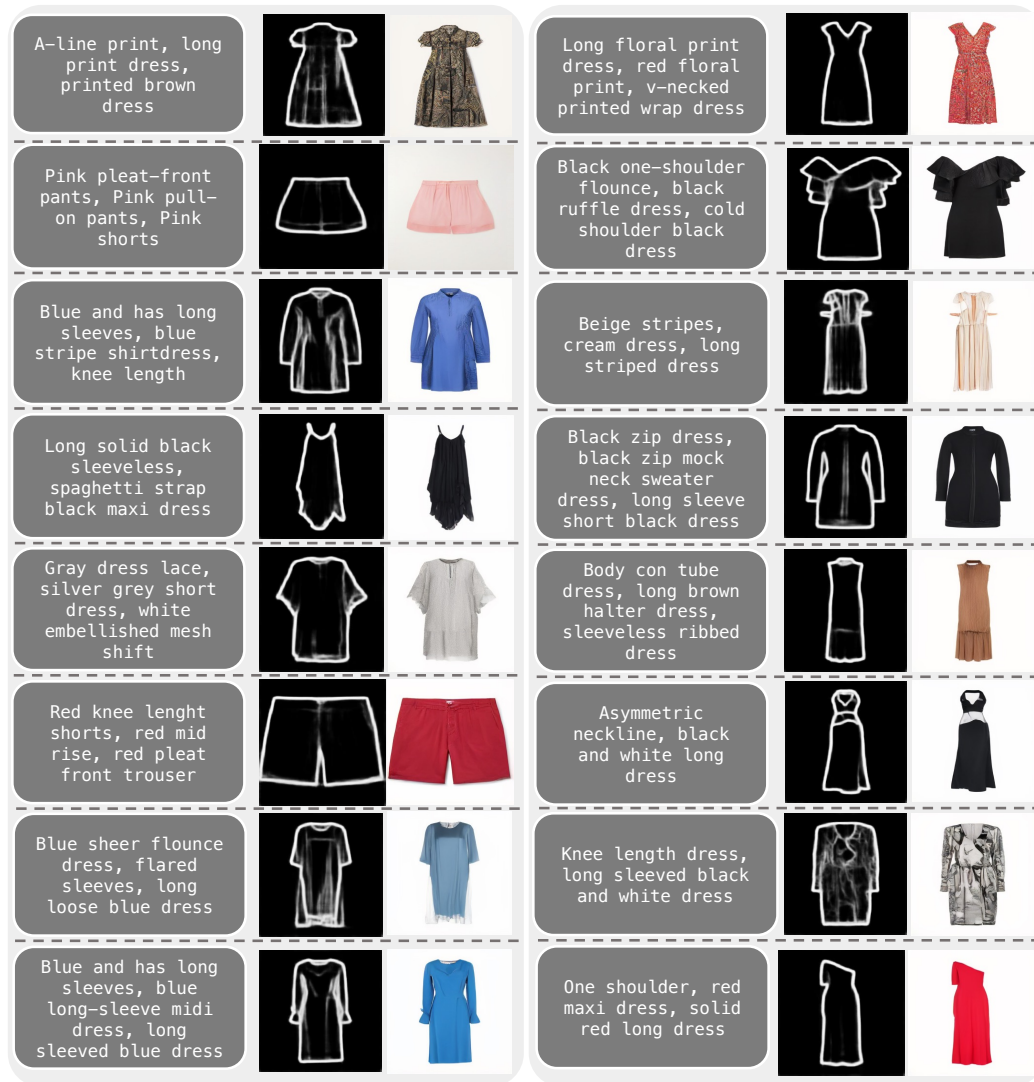 A-line print, long
print dress,
printed brown
dress
Pink pleat-front
pants, Pink pull-
on pants, Pink
shorts
Blue and has long
sleeves, blue
stripe shirtdress,
knee length
Long solid black
sleeveless,
spaghetti strap
black maxi dress
Gray dress lace,
silver grey short
dress, white
embellished mesh
shift
Red knee lenght
shorts, red mid
rise, red pleat
front trouser
Blue sheer flounce
dress, flared
sleeves, long
loose blue dress
Blue and has long
sleeves, blue
long-sleeve midi
dress, long
sleeved blue dress
Long floral print
dress, red floral
print, v-necked
printed wrap dress
Black one-shoulder
flounce, black
ruffle dress, cold
shoulder black
dress
Beige stripes,
cream dress, long
striped dress
Black zip dress,
black zip mock
neck sweater
dress, long sleeve
short black dress
Body con tube
dress, long brown
halter dress,
sleeveless ribbed
dress
Asymmetric
neckline, black
and white long
dress
Knee length dress,
long sleeved black
and white dress
One shoulder, red
maxi dress, solid
red long dress